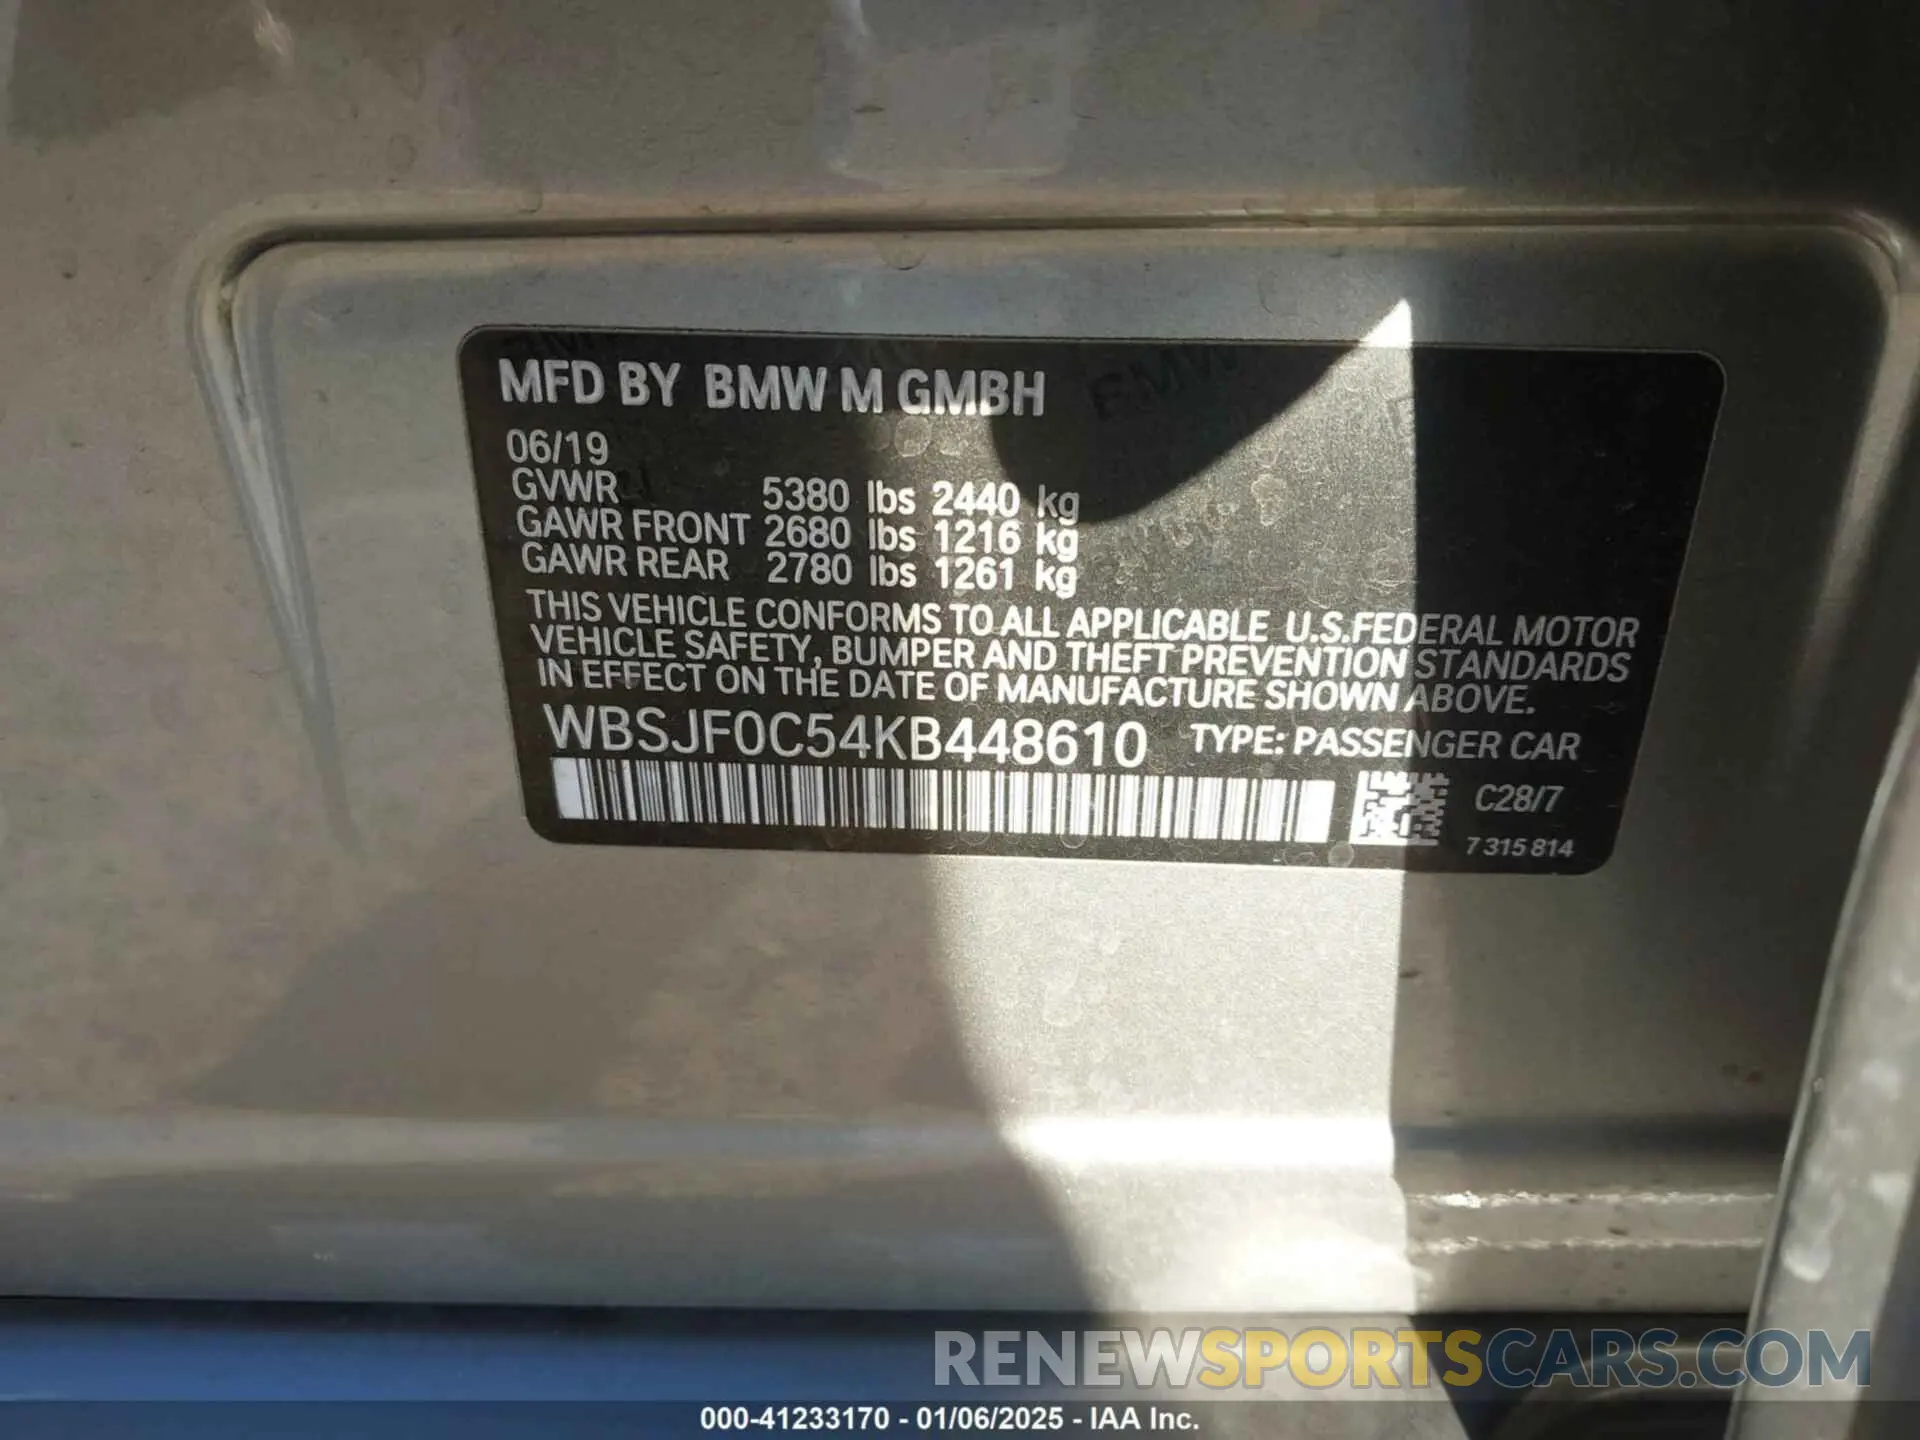 MFD BY BMW M GMBH
06/19
GVWR 5380 lbs 2440 kg
GAWR FRONT 2680 lbs 1216 kg
GAWR REAR 2780 lbs 1261 kg
THIS VEHICLE CONFORMS TO ALL APPLICABLE U.S.FEDERAL MOTOR
VEHICLE SAFETY, BUMPER AND THEFT PREVENTION STANDARDS
IN EFFECT ON THE DATE OF MANUFACTURE SHOWN ABOVE.
WBSJF0C54KB448610 TYPE: PASSENGER CAR
C28/7
7 315 814
RENEWSPORTSCARS.COM
000-41233170 - 01/06/2025 - IAA Inc.